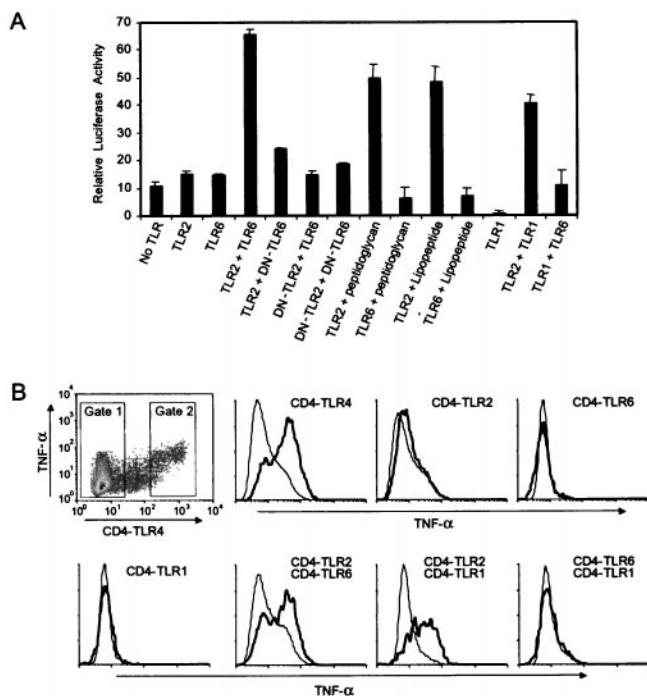 A
Relative Luciferase Activity
70
60
50
40
30
20
10
0
No TLR
TLR2
TLR6
TLR2 + TLR6
TLR2 + DN-TLR6
DN-TLR2 + TLR6
DN-TLR2 + DN-TLR6
TLR2 + peptidoglycan
TLR6 + peptidoglycan
TLR2 + Lipopeptide
TLR6 + Lipopeptide
TLR1
TLR2 + TLR1
TLR1 + TLR6
B
TNF-α
10⁴
10³
10²
10¹
10⁰
Gate 1
Gate 2
10⁰ 10¹ 10² 10³ 10⁴
CD4-TLR4
CD4-TLR4
CD4-TLR2
CD4-TLR6
TNF-α
CD4-TLR1
CD4-TLR2
CD4-TLR6
CD4-TLR2
CD4-TLR1
CD4-TLR6
CD4-TLR1
TNF-α